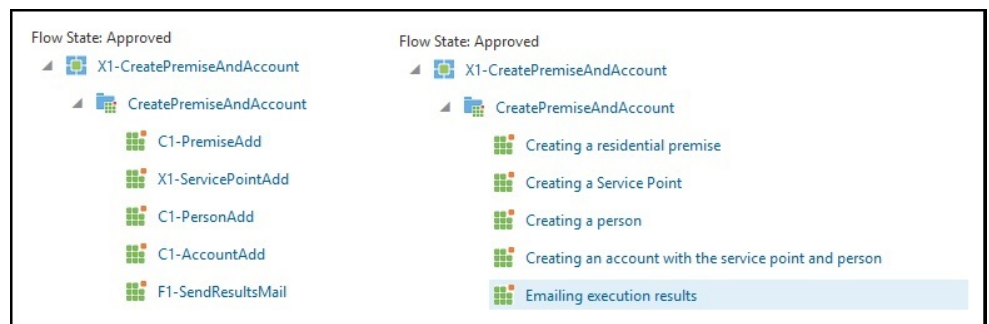 Flow State: Approved
X1-CreatePremiseAndAccount
CreatePremiseAndAccount
C1-PremiseAdd
X1-ServicePointAdd
C1-PersonAdd
C1-AccountAdd
F1-SendResultsMail
Flow State: Approved
X1-CreatePremiseAndAccount
CreatePremiseAndAccount
Creating a residential premise
Creating a Service Point
Creating a person
Creating an account with the service point and person
Emailing execution results